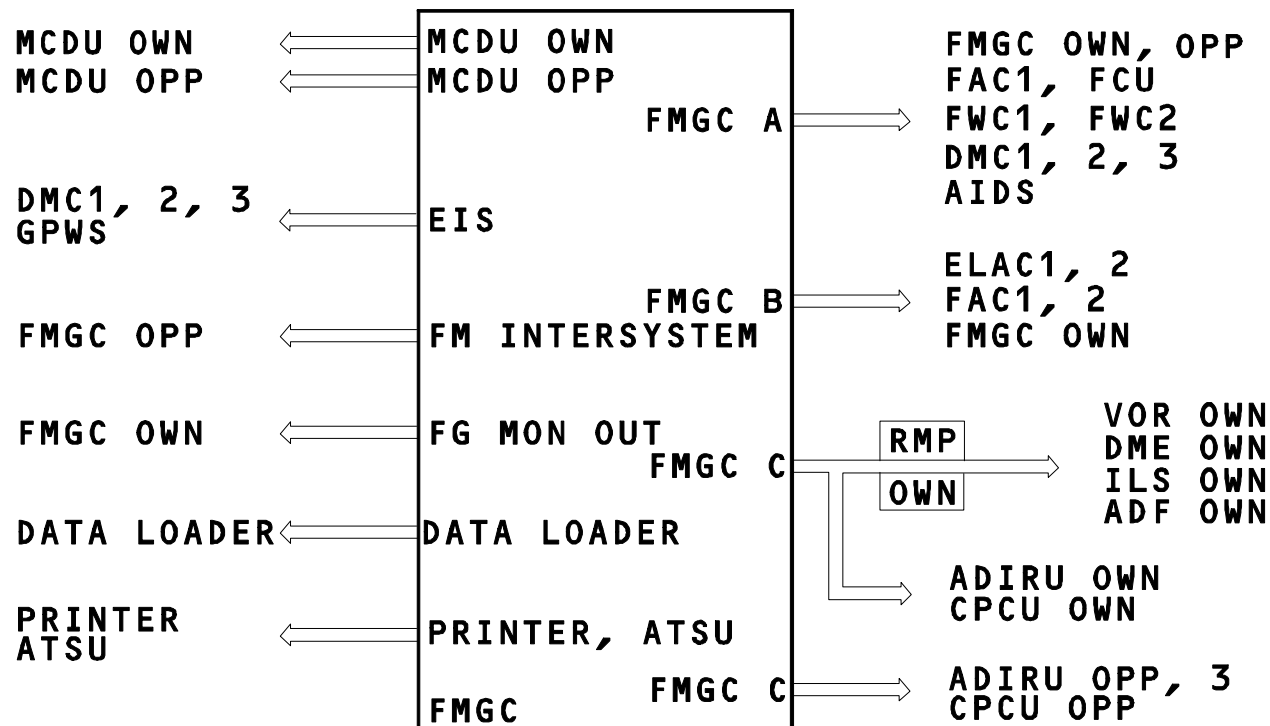 MCDU OWN
MCDU OPP
DMC1, 2, 3
GPWS
FMGC OPP
FMGC OWN
DATA LOADER
PRINTER
ATSU
MCDU OWN
MCDU OPP
FMGC A
EIS
FMGC B
FM INTERSYSTEM
FG MON OUT
FMGC C
DATA LOADER
PRINTER, ATSU
FMGC C
FMGC
FMGC OWN, OPP
FAC1, FCU
FWC1, FWC2
DMC1, 2, 3
AIDS
ELAC1, 2
FAC1, 2
FMGC OWN
RMP
OWN
VOR OWN
DME OWN
ILS OWN
ADF OWN
ADIRU OWN
CPCU OWN
ADIRU OPP, 3
CPCU OPP